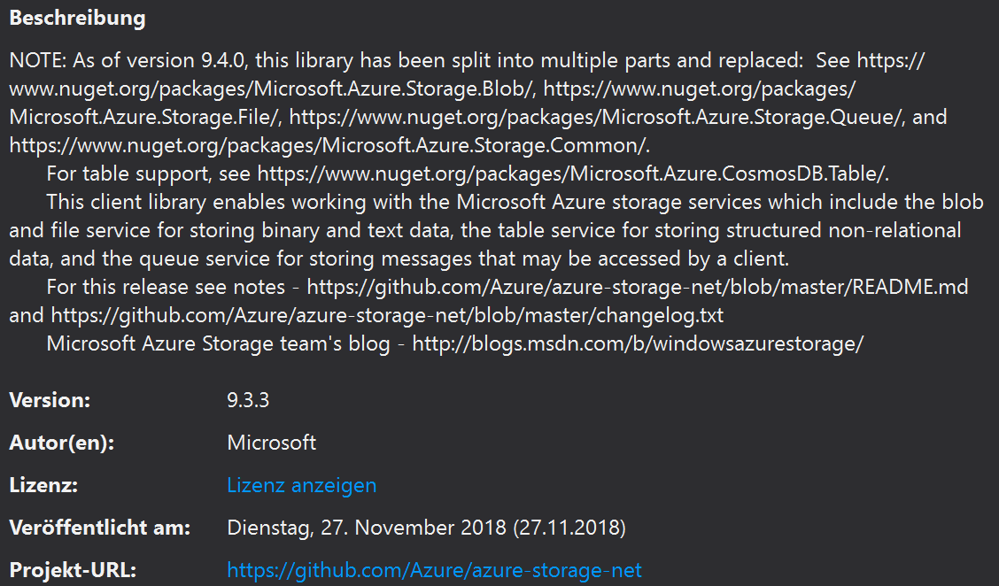 Beschreibung
NOTE: As of version 9.4.0, this library has been split into multiple parts and replaced:  See https://
www.nuget.org/packages/Microsoft.Azure.Storage.Blob/, https://www.nuget.org/packages/
Microsoft.Azure.Storage.File/, https://www.nuget.org/packages/Microsoft.Azure.Storage.Queue/, and
https://www.nuget.org/packages/Microsoft.Azure.Storage.Common/.
For table support, see https://www.nuget.org/packages/Microsoft.Azure.CosmosDB.Table/.
This client library enables working with the Microsoft Azure storage services which include the blob
and file service for storing binary and text data, the table service for storing structured non-relational
data, and the queue service for storing messages that may be accessed by a client.
For this release see notes - https://github.com/Azure/azure-storage-net/blob/master/README.md
and https://github.com/Azure/azure-storage-net/blob/master/changelog.txt
Microsoft Azure Storage team's blog - http://blogs.msdn.com/b/windowsazurestorage/
Version: 9.3.3
Autor(en): Microsoft
Lizenz: Lizenz anzeigen
Veröffentlicht am: Dienstag, 27. November 2018 (27.11.2018)
Projekt-URL: https://github.com/Azure/azure-storage-net